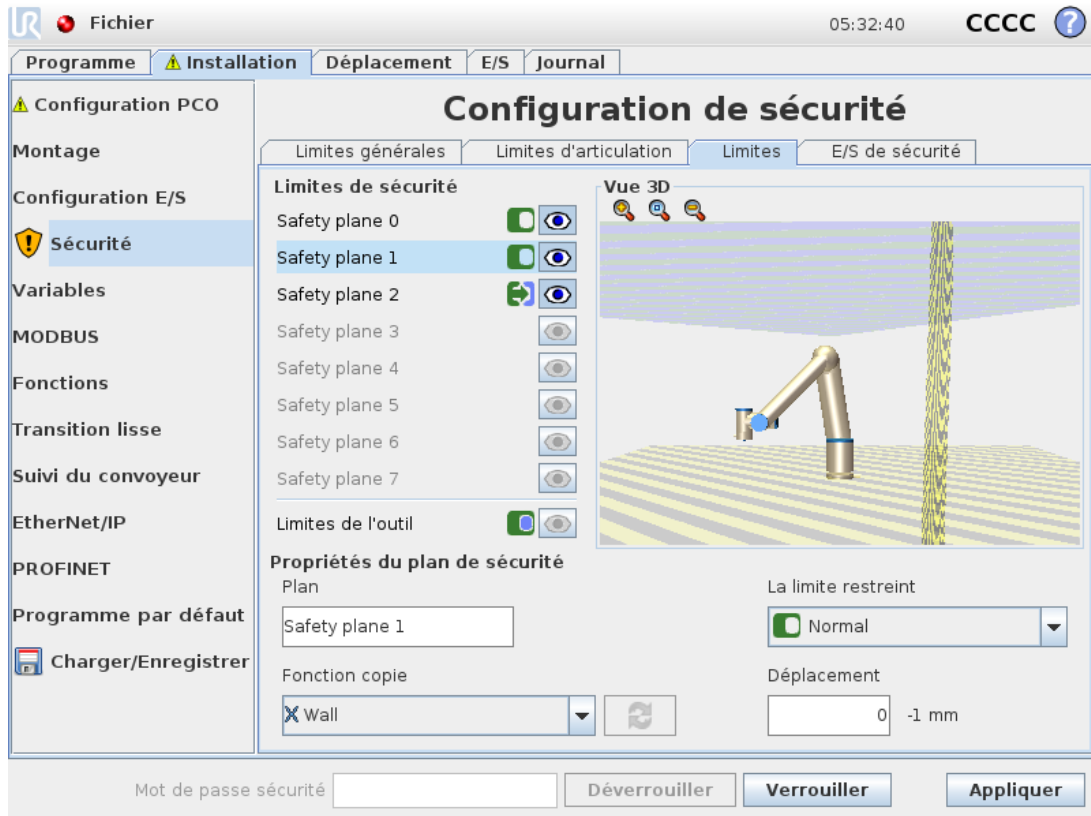 UR Fichier 05:32:40 CCCC ?
Programme Installation Déplacement E/S Journal
Configuration PCO
Montage
Configuration E/S
Sécurité
Variables
MODBUS
Fonctions
Transition lisse
Suivi du convoyeur
EtherNet/IP
PROFINET
Programme par défaut
Charger/Enregistrer
Configuration de sécurité
Limites générales Limites d'articulation Limites E/S de sécurité
Limites de sécurité
Safety plane 0
Safety plane 1
Safety plane 2
Safety plane 3
Safety plane 4
Safety plane 5
Safety plane 6
Safety plane 7
Limites de l'outil
Vue 3D
Propriétés du plan de sécurité
Plan
Safety plane 1
La limite restreint
Normal
Fonction copie
Wall
Déplacement
0 -1 mm
Mot de passe sécurité Déverrouiller Verrouiller Appliquer